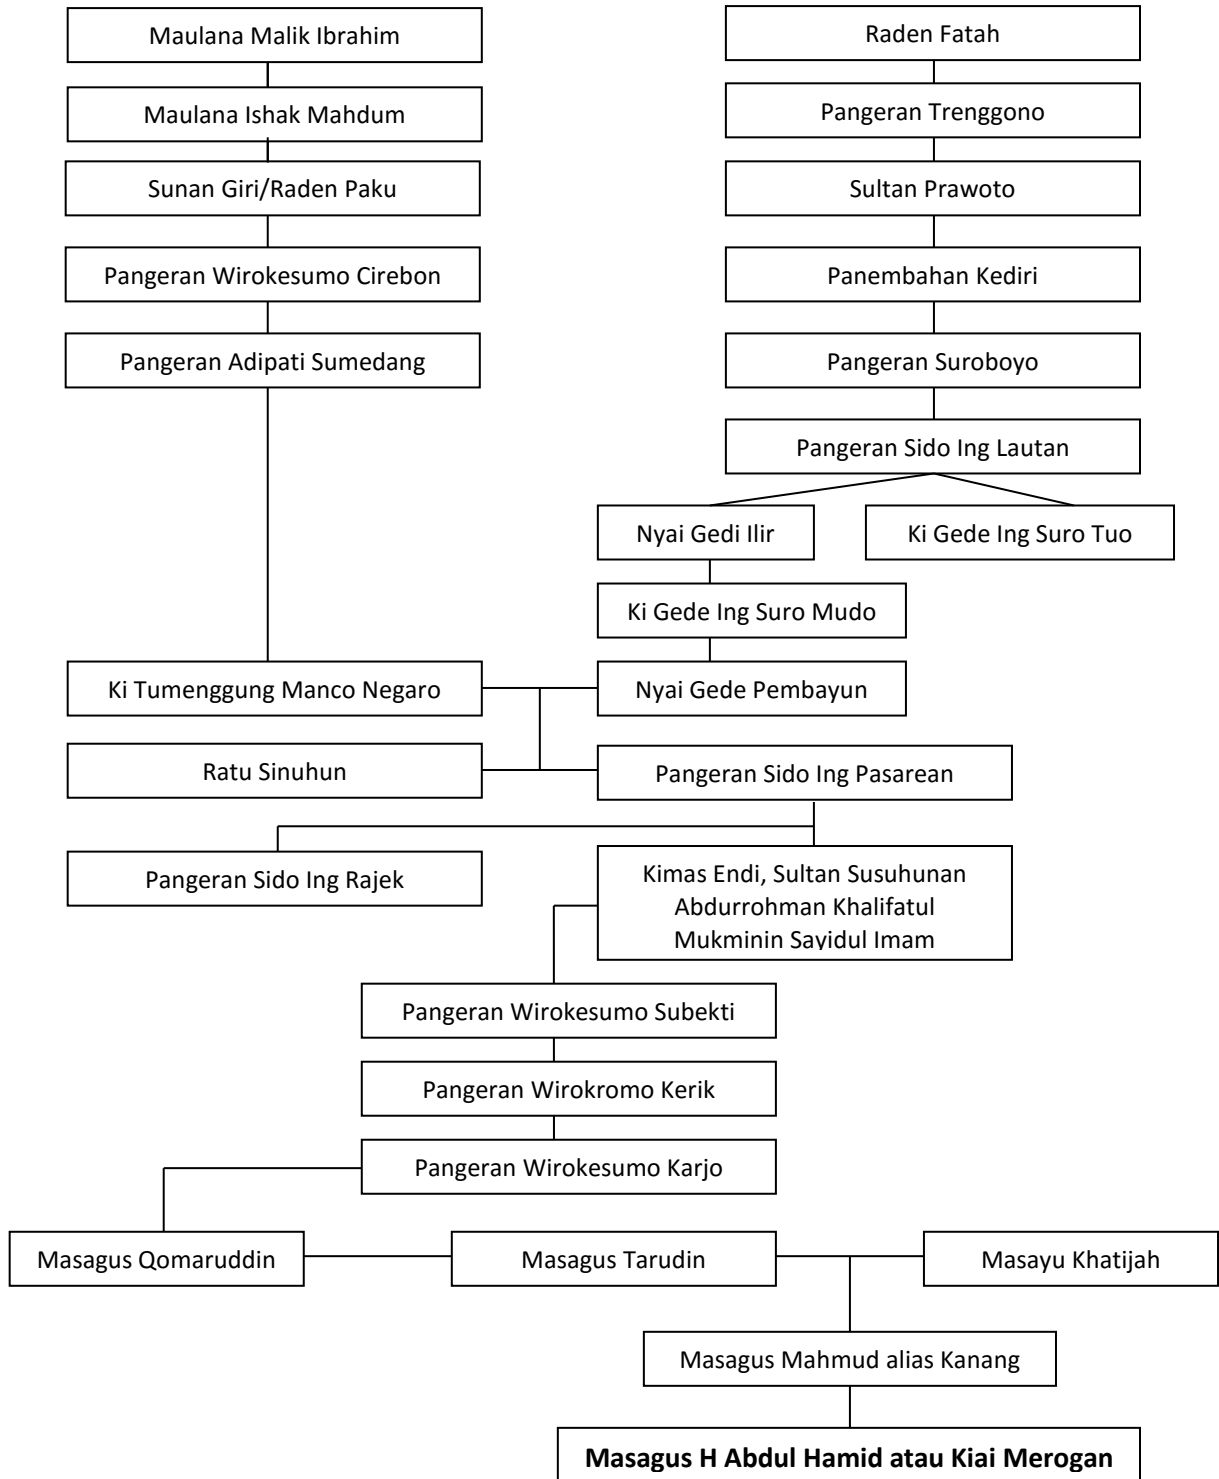 Maulana Malik Ibrahim
Raden Fatah
Maulana Ishak Mahdum
Pangeran Trenggono
Sunan Giri/Raden Paku
Sultan Prawoto
Pangeran Wirokesumo Cirebon
Panembahan Kediri
Pangeran Adipati Sumedang
Pangeran Suroboyo
Pangeran Sido Ing Lautan
Nyai Gedi Ilir
Ki Gede Ing Suro Tuo
Ki Gede Ing Suro Mudo
Ki Tumenggung Manco Negaro
Nyai Gede Pembayun
Ratu Sinuhun
Pangeran Sido Ing Pasarean
Pangeran Sido Ing Rajek
Kimas Endi, Sultan Susuhunan
Abdurrohman Khalifatul
Mukminin Sayidul Imam
Pangeran Wirokesumo Subekti
Pangeran Wirokromo Kerik
Pangeran Wirokesumo Karjo
Masagus Qomaruddin
Masagus Tarudin
Masayu Khatijah
Masagus Mahmud alias Kanang
Masagus H Abdul Hamid atau Kiai Merogan